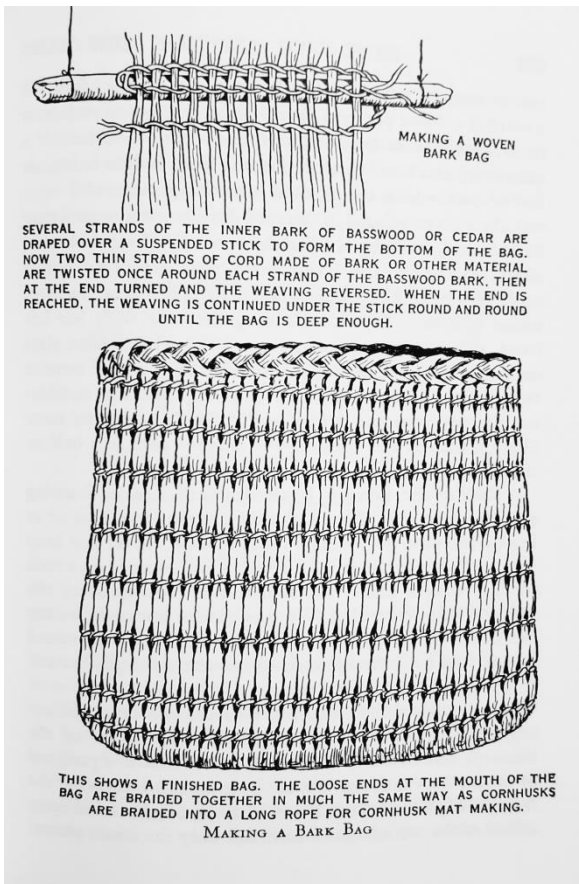 MAKING A WOVEN
BARK BAG
SEVERAL STRANDS OF THE INNER BARK OF BASSWOOD OR CEDAR ARE
DRAPED OVER A SUSPENDED STICK TO FORM THE BOTTOM OF THE BAG.
NOW TWO THIN STRANDS OF CORD MADE OF BARK OR OTHER MATERIAL
ARE TWISTED ONCE AROUND EACH STRAND OF THE BASSWOOD BARK, THEN
AT THE END TURNED AND THE WEAVING REVERSED. WHEN THE END IS
REACHED, THE WEAVING IS CONTINUED UNDER THE STICK ROUND AND ROUND
UNTIL THE BAG IS DEEP ENOUGH.
THIS SHOWS A FINISHED BAG. THE LOOSE ENDS AT THE MOUTH OF THE
BAG ARE BRAIDED TOGETHER IN MUCH THE SAME WAY AS CORNHUSKS
ARE BRAIDED INTO A LONG ROPE FOR CORNHUSK MAT MAKING.
MAKING A BARK BAG